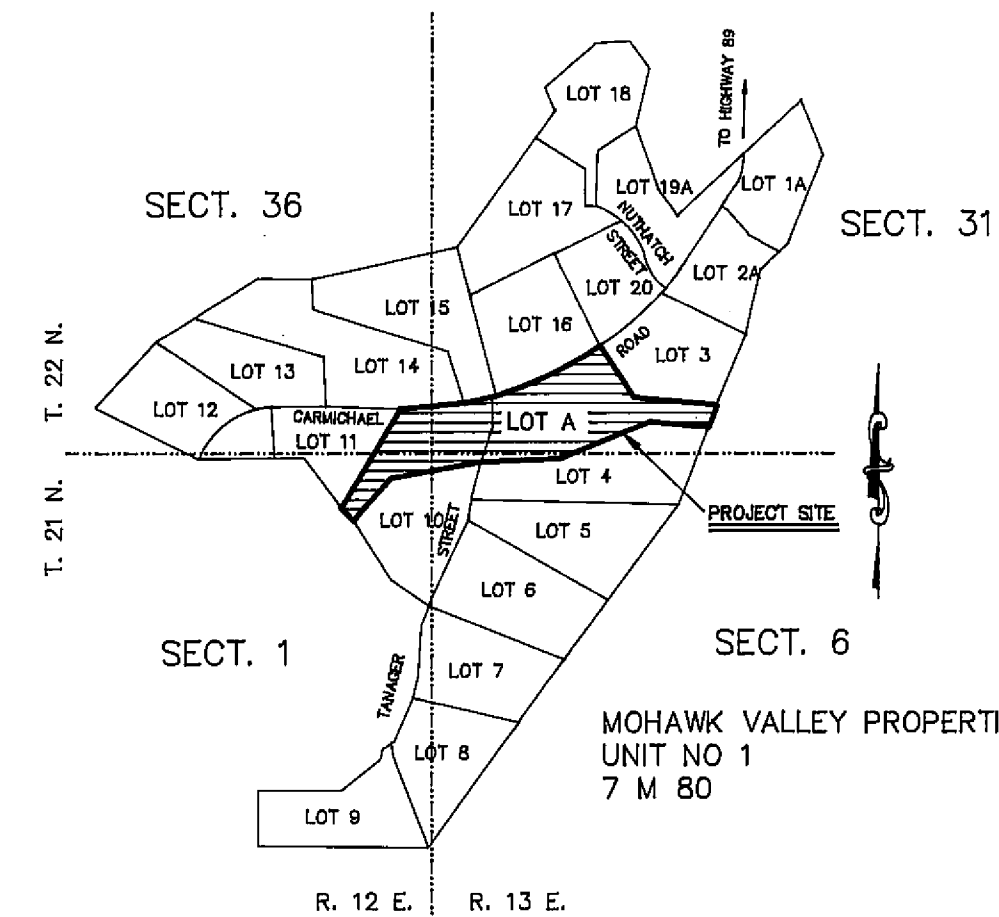 TO HIGHWAY 89
LOT 18
LOT 19A
LOT 1A
SECT. 36
LOT 17
NUTHATCH
STREET
SECT. 31
LOT 2A
LOT 20
LOT 15
LOT 16
ROAD
LOT 3
T. 22 N.
LOT 14
LOT 13
LOT 12
CARMICHAEL
LOT 11
LOT A
LOT 4
T. 21 N.
LOT 10
STREET
LOT 5
PROJECT SITE
LOT 6
SECT. 1
SECT. 6
TANAGER
LOT 7
LOT 8
MOHAWK VALLEY PROPERTI
UNIT NO 1
7 M 80
LOT 9
R. 12 E.
R. 13 E.